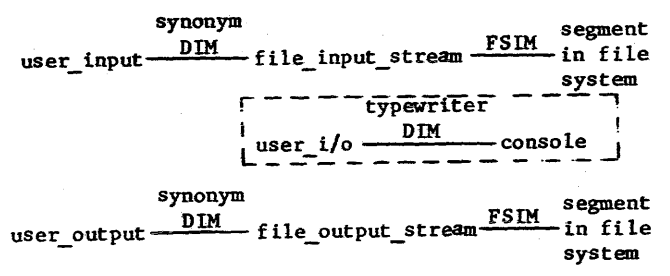 synonym segment
DIM FSIM
user_input file_input_stream in file
system
typewriter
DIM
user_i/o console
synonym segment
DIM FSIM
user_output file_output_stream in file
system